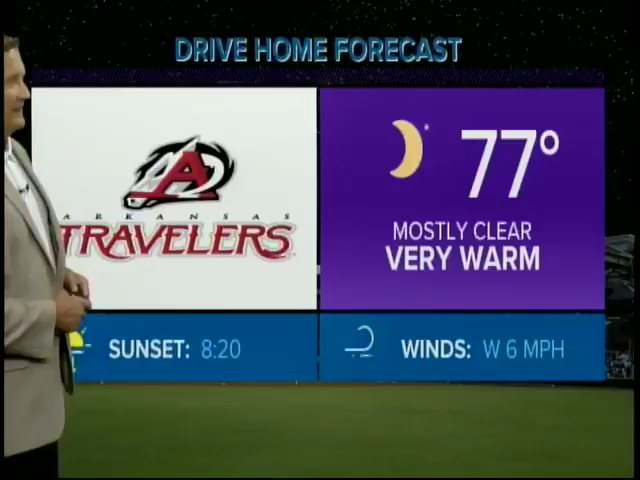 DRIVE HOME FORECAST
A
ARKANSAS
TRAVELERS
77°
MOSTLY CLEAR
VERY WARM
SUNSET: 8:20
WINDS: W 6 MPH